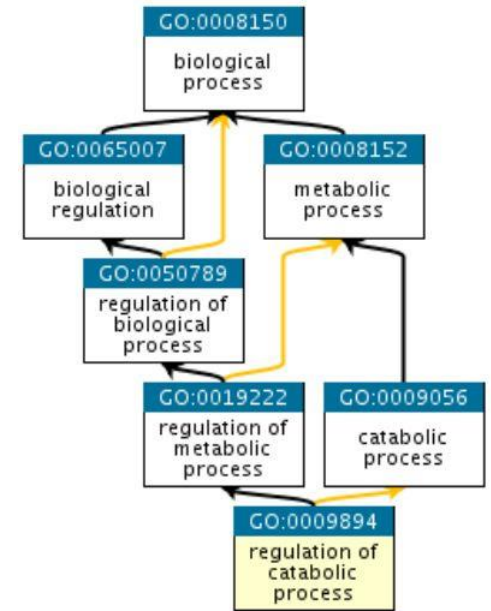 GO:0008150
biological
process
GO:0065007
biological
regulation
GO:0008152
metabolic
process
GO:0050789
regulation of
biological
process
GO:0019222
regulation of
metabolic
process
GO:0009056
catabolic
process
GO:0009894
regulation of
catabolic
process